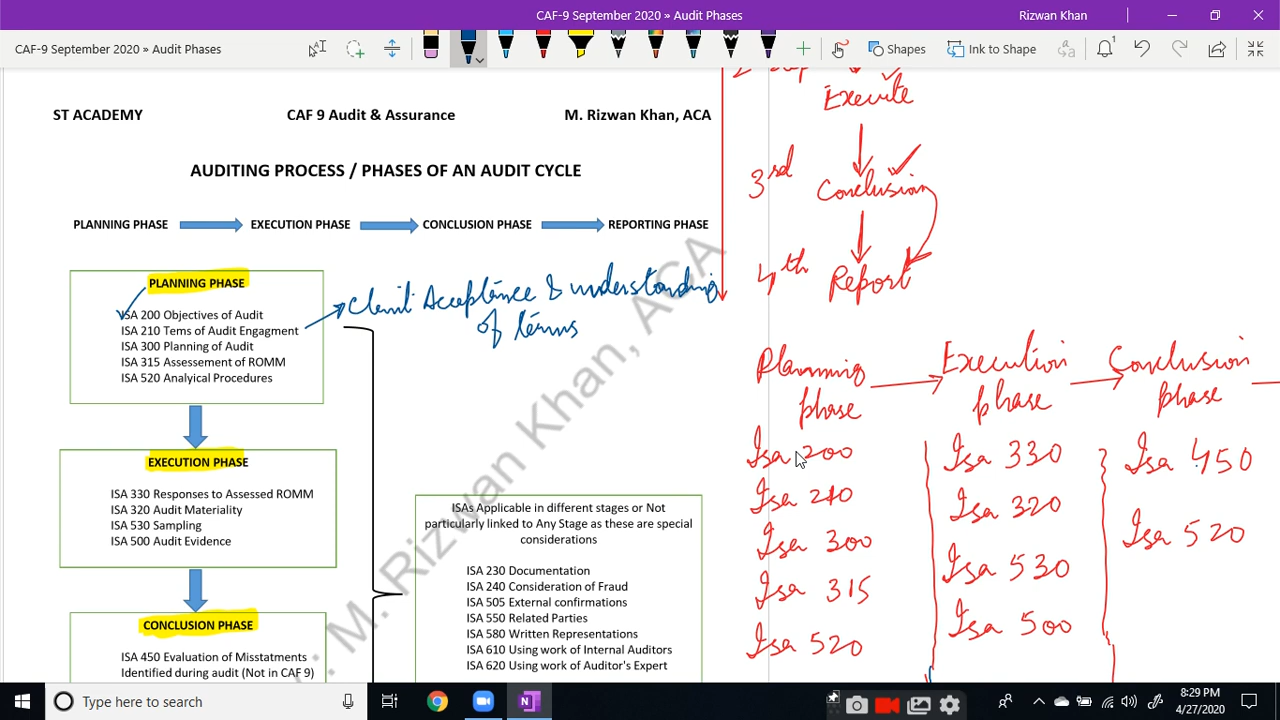 CAF-9 September 2020 » Audit Phases
Rizwan Khan
CAF-9 September 2020 » Audit Phases
Shapes
Ink to Shape
ST ACADEMY
CAF 9 Audit & Assurance
M. Rizwan Khan, ACA
AUDITING PROCESS / PHASES OF AN AUDIT CYCLE
PLANNING PHASE
EXECUTION PHASE
CONCLUSION PHASE
REPORTING PHASE
PLANNING PHASE
ISA 200 Objectives of Audit
ISA 210 Tems of Audit Engagment
ISA 300 Planning of Audit
ISA 315 Assessement of ROMM
ISA 520 Analyical Procedures
Client Acceptance & understanding
of terms
EXECUTION PHASE
ISA 330 Responses to Assessed ROMM
ISA 320 Audit Materiality
ISA 530 Sampling
ISA 500 Audit Evidence
CONCLUSION PHASE
ISA 450 Evaluation of Misstatments
Identified during audit (Not in CAF 9)
ISAs Applicable in different stages or Not
particularly linked to Any Stage as these are special
considerations
ISA 230 Documentation
ISA 240 Consideration of Fraud
ISA 505 External confirmations
ISA 550 Related Parties
ISA 580 Written Representations
ISA 610 Using work of Internal Auditors
ISA 620 Using work of Auditor's Expert
M. Rizwan Khan, ACA
Execute
3rd Conclusion
4th Report
Planning
phase
Isa 200
Isa 210
Isa 300
Isa 315
Isa 520
Execution
phase
Isa 330
Isa 320
Isa 530
Isa 500
Conclusion
phase
Isa 450
Isa 520
Type here to search
8:29 PM
4/27/2020